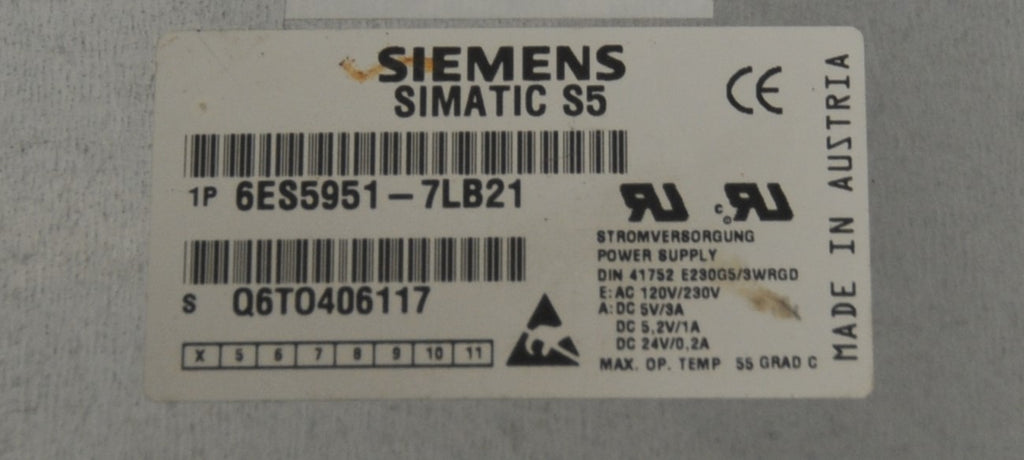 SIEMENS
SIMATIC S5
1P 6ES5951-7LB21
S Q6T0406117
X 5 6 7 8 9 10 11
CE
STROMVERSORGUNG
POWER SUPPLY
DIN 41752 E230G5/3WRGD
E: AC 120V/230V
A: DC 5V/3A
DC 5,2V/1A
DC 24V/0,2A
MAX. OP. TEMP 55 GRAD C
MADE IN AUSTRIA